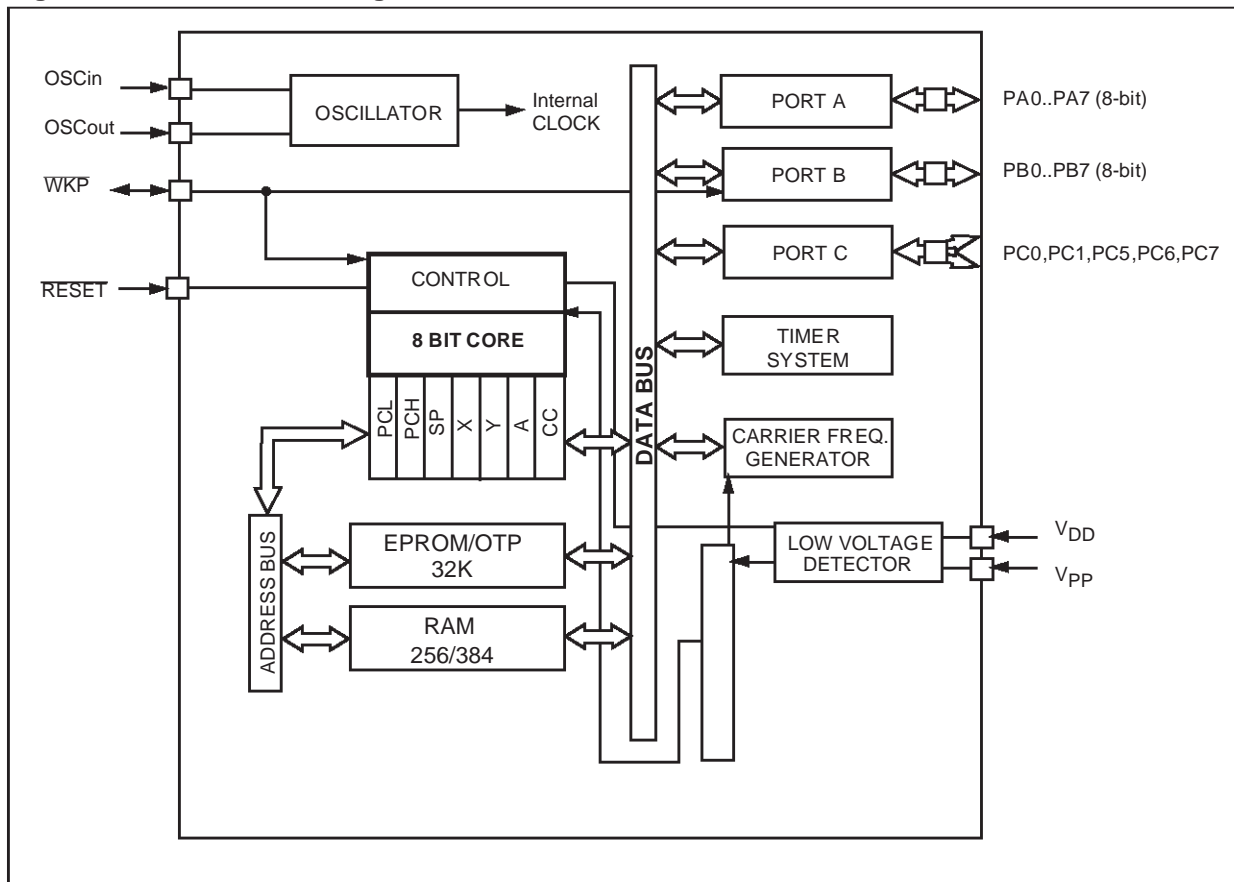 OSCin
OSCout
WKP
RESET
OSCILLATOR
Internal
CLOCK
CONTROL
8 BIT CORE
PCL
PCH
SP
X
Y
A
CC
ADDRESS BUS
EPROM/OTP
32K
RAM
256/384
DATA BUS
PORT A
PA0..PA7 (8-bit)
PORT B
PB0..PB7 (8-bit)
PORT C
PC0,PC1,PC5,PC6,PC7
TIMER
SYSTEM
CARRIER FREQ.
GENERATOR
LOW VOLTAGE
DETECTOR
VDD
VPP